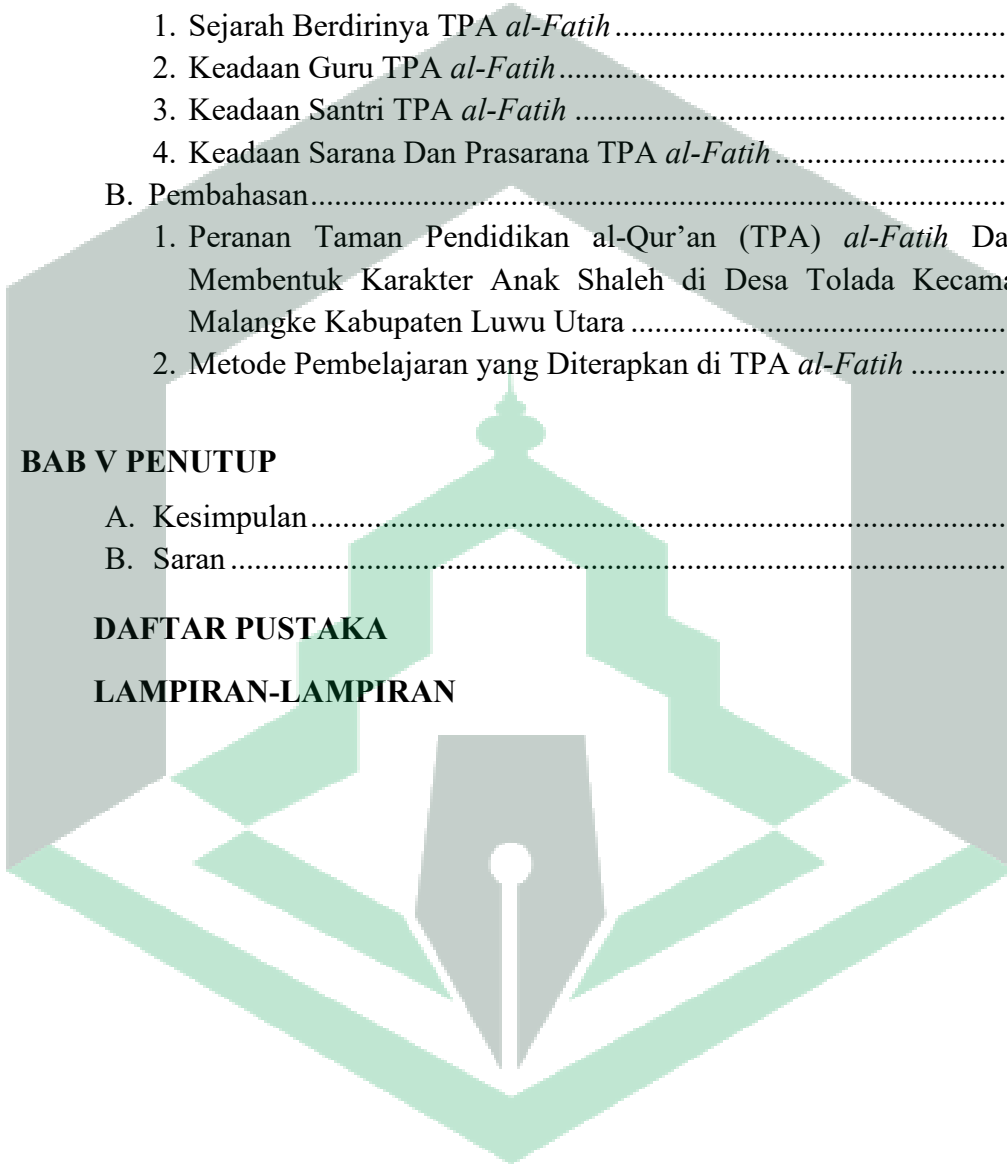 1. Sejarah Berdirinya TPA al-Fatih ....................................................
2. Keadaan Guru TPA al-Fatih ............................................................
3. Keadaan Santri TPA al-Fatih ..........................................................
4. Keadaan Sarana Dan Prasarana TPA al-Fatih ..............................
B. Pembahasan ........................................................................................
1. Peranan Taman Pendidikan al-Qur’an (TPA) al-Fatih
Membentuk Karakter Anak Shaleh di Desa Tolada
Malangke Kabupaten Luwu Utara ..............................................
2. Metode Pembelajaran yang Diterapkan di TPA al-Fatih .............
BAB V PENUTUP
A. Kesimpulan ........................................................................................
B. Saran ...................................................................................................
DAFTAR PUSTAKA
LAMPIRAN-LAMPIRAN